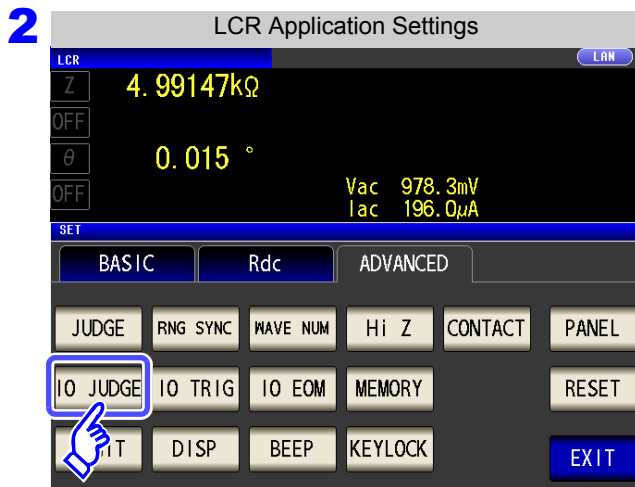 2
LCR Application Settings
LCR LAN
Z 4.99147kΩ
OFF
θ 0.015 °
OFF Vac 978.3mV
Iac 196.0μA
SET
BASIC Rdc ADVANCED
JUDGE RNG SYNC WAVE NUM Hi Z CONTACT PANEL
IO JUDGE IO TRIG IO EOM MEMORY RESET
DISP BEEP KEYLOCK EXIT